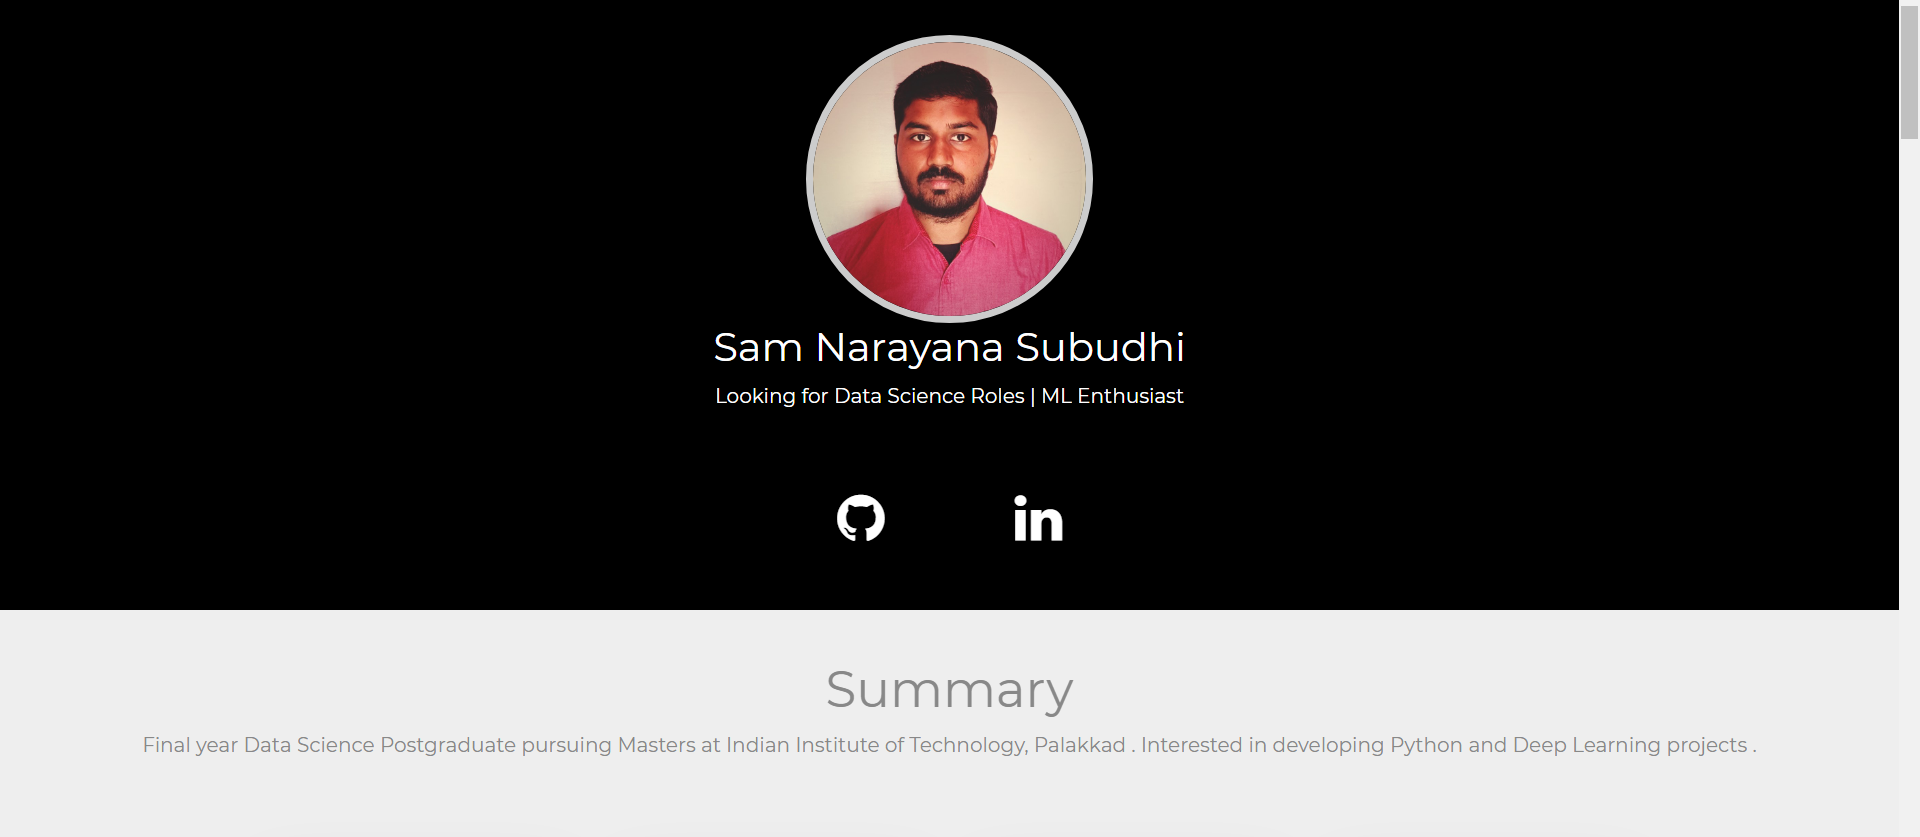 Sam Narayana Subudhi
Looking for Data Science Roles | ML Enthusiast
in
Summary
Final year Data Science Postgraduate pursuing Masters at Indian Institute of Technology, Palakkad . Interested in developing Python and Deep Learning projects .